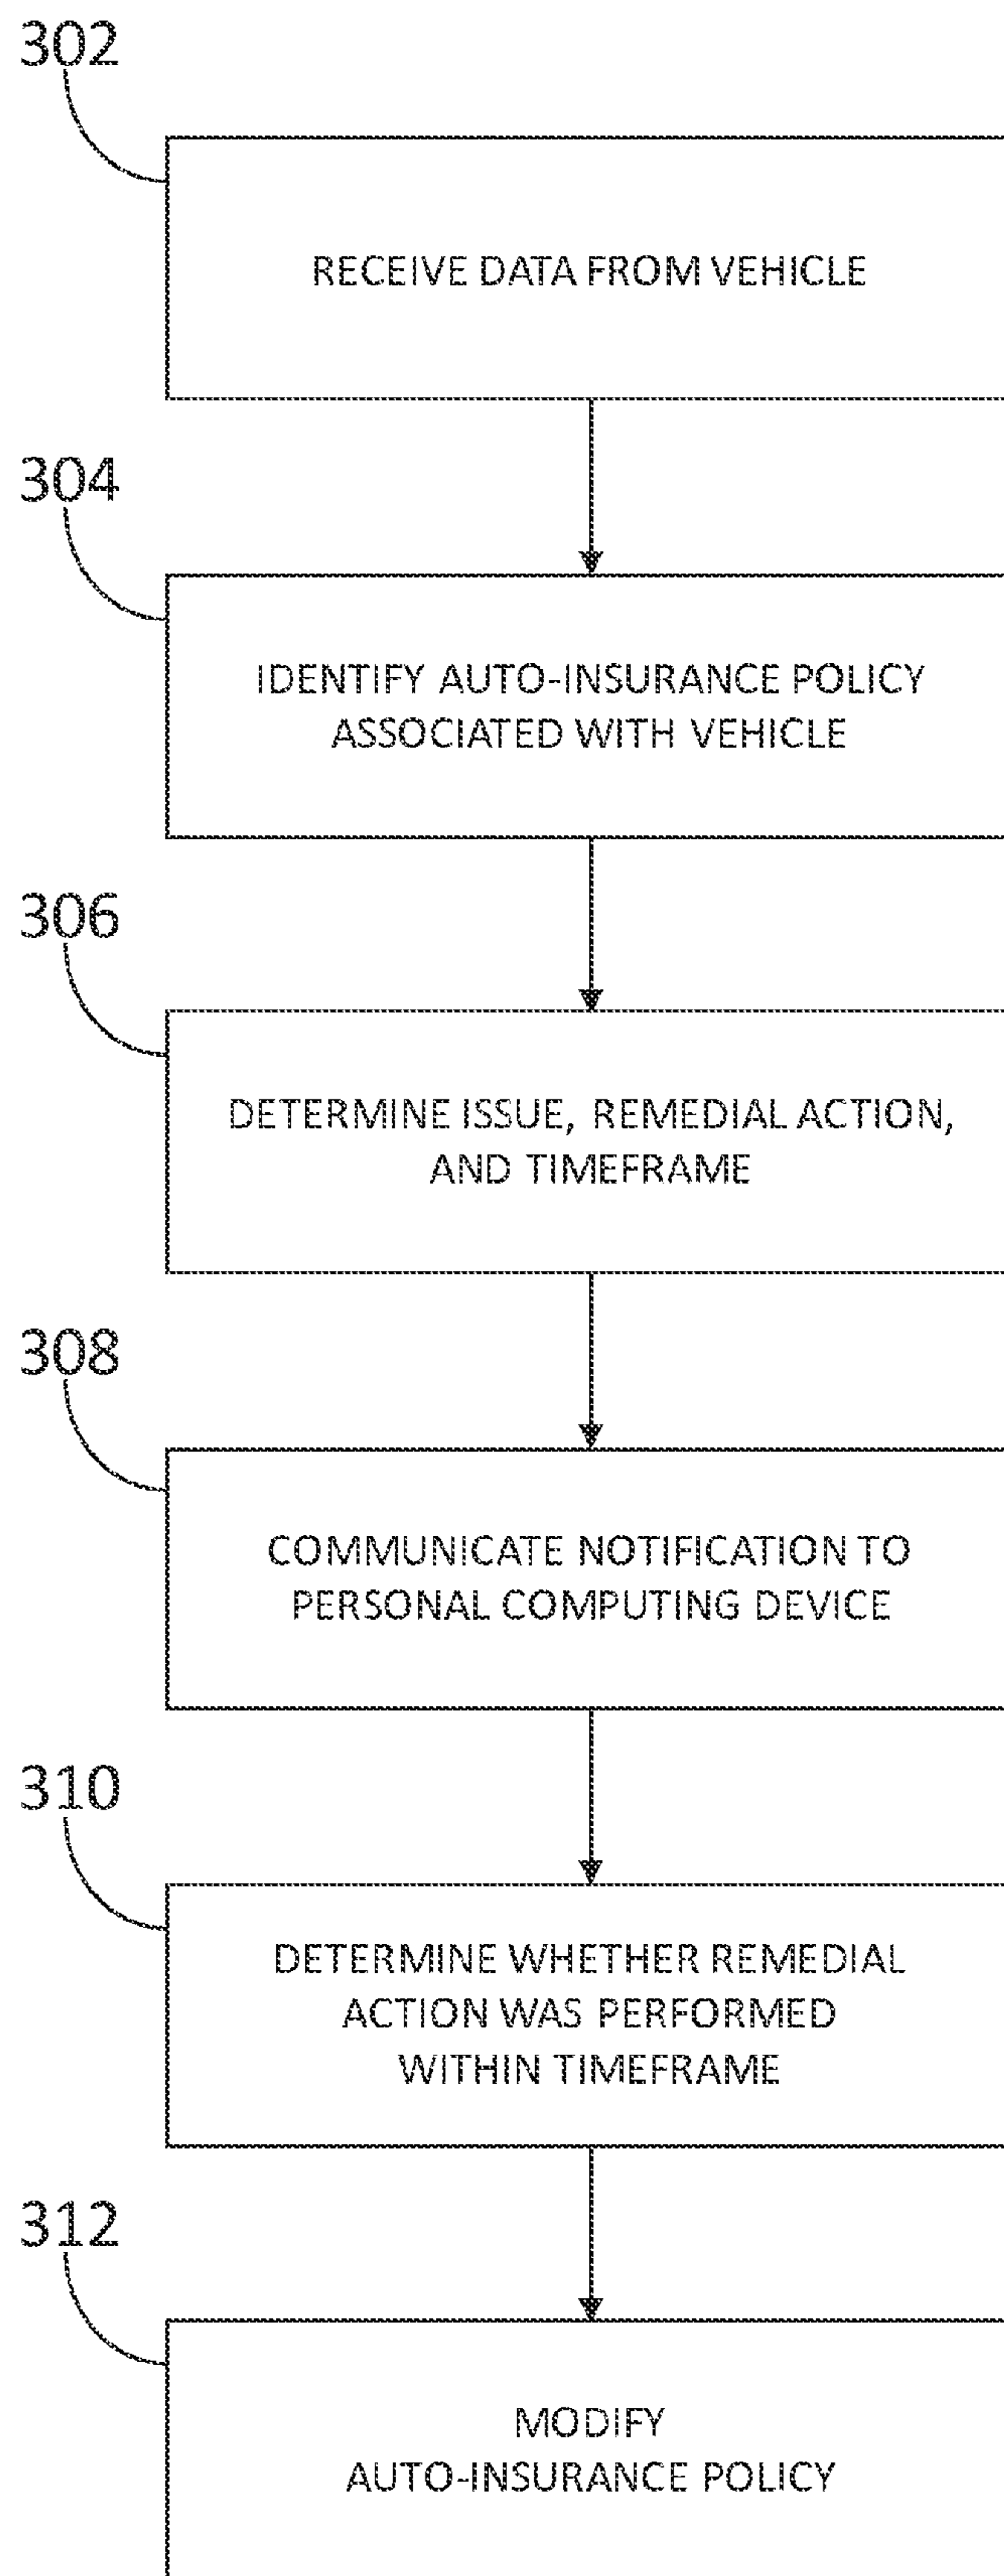 302
RECEIVE DATA FROM VEHICLE
304
IDENTIFY AUTO-INSURANCE POLICY
ASSOCIATED WITH VEHICLE
306
DETERMINE ISSUE, REMEDIAL ACTION,
AND TIMEFRAME
308
COMMUNICATE NOTIFICATION TO
PERSONAL COMPUTING DEVICE
310
DETERMINE WHETHER REMEDIAL
ACTION WAS PERFORMED
WITHIN TIMEFRAME
312
MODIFY
AUTO-INSURANCE POLICY